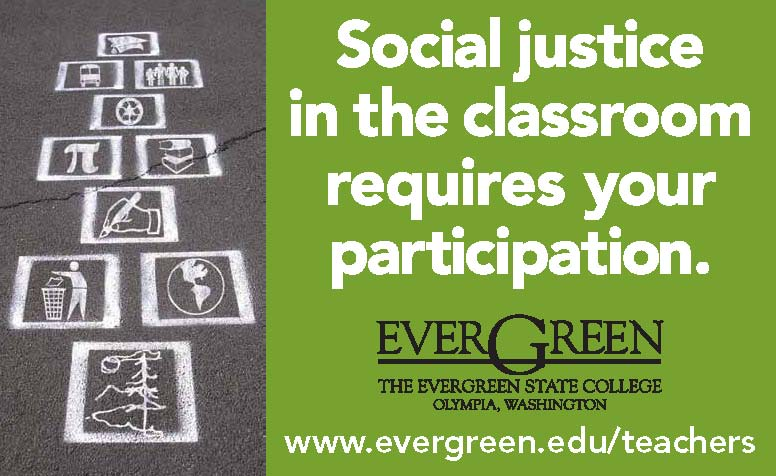 Social justice
in the classroom
requires your
participation.
EVERGREEN
THE EVERGREEN STATE COLLEGE
OLYMPIA, WASHINGTON
www.evergreen.edu/teachers
π